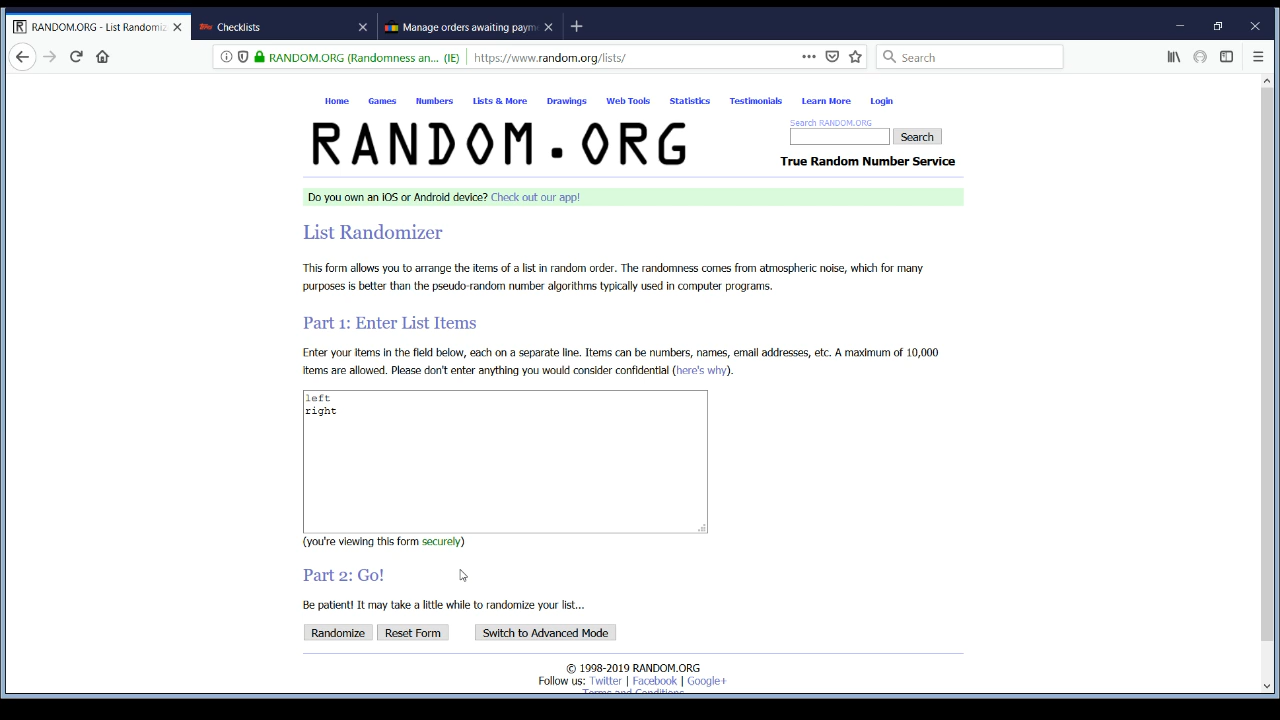 RANDOM.ORG - List Randomiz
Checklists
Manage orders awaiting paym
RANDOM.ORG (Randomness an... (IE)
https://www.random.org/lists/
Search
Home Games Numbers Lists & More Drawings Web Tools Statistics Testimonials Learn More Login
RANDOM.ORG
Search RANDOM.ORG
Search
True Random Number Service
Do you own an iOS or Android device? Check out our app!
List Randomizer
This form allows you to arrange the items of a list in random order. The randomness comes from atmospheric noise, which for many
purposes is better than the pseudo-random number algorithms typically used in computer programs.
Part 1: Enter List Items
Enter your items in the field below, each on a separate line. Items can be numbers, names, email addresses, etc. A maximum of 10,000
items are allowed. Please don't enter anything you would consider confidential (here's why).
left
right
(you're viewing this form securely)
Part 2: Go!
Be patient! It may take a little while to randomize your list...
Randomize Reset Form Switch to Advanced Mode
© 1998-2019 RANDOM.ORG
Follow us: Twitter | Facebook | Google+
Terms and Conditions